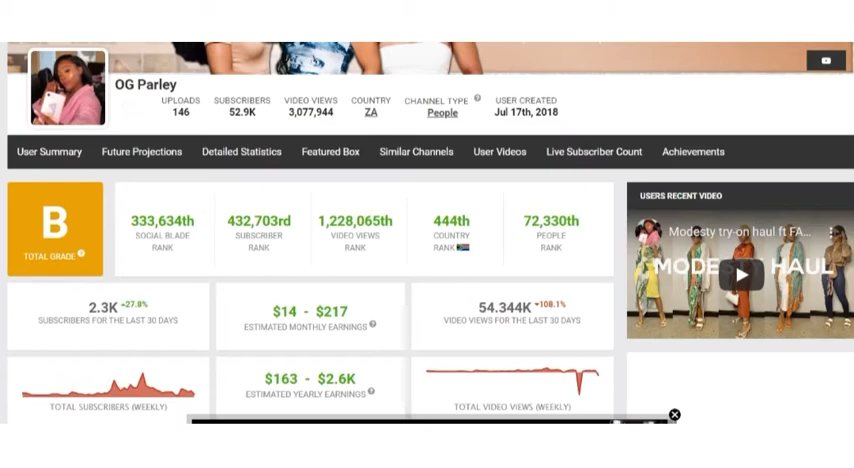 OG Parley
UPLOADS SUBSCRIBERS VIDEO VIEWS COUNTRY CHANNEL TYPE ? USER CREATED
146 52.9K 3,077,944 ZA People Jul 17th, 2018
User Summary Future Projections Detailed Statistics Featured Box Similar Channels User Videos Live Subscriber Count Achievements
B
TOTAL GRADE ?
333,634th 432,703rd 1,228,065th 444th 72,330th
SOCIAL BLADE SUBSCRIBER VIDEO VIEWS COUNTRY PEOPLE
RANK RANK RANK RANK RANK
USERS RECENT VIDEO
Modesty try-on haul ft FA...
MODESTY HAUL
2.3K +27.8%
SUBSCRIBERS FOR THE LAST 30 DAYS
$14 - $217
ESTIMATED MONTHLY EARNINGS ?
54.344K -108.1%
VIDEO VIEWS FOR THE LAST 30 DAYS
TOTAL SUBSCRIBERS (WEEKLY)
$163 - $2.6K
ESTIMATED YEARLY EARNINGS ?
TOTAL VIDEO VIEWS (WEEKLY)